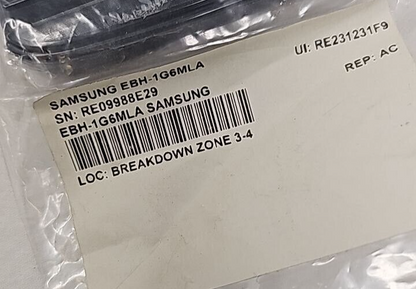 SAMSUNG EBH-1G6MLA
UI: RE231231F9
SN: RE09988E29
REP: AC
EBH-1G6MLA SAMSUNG
LOC: BREAKDOWN ZONE 3-4